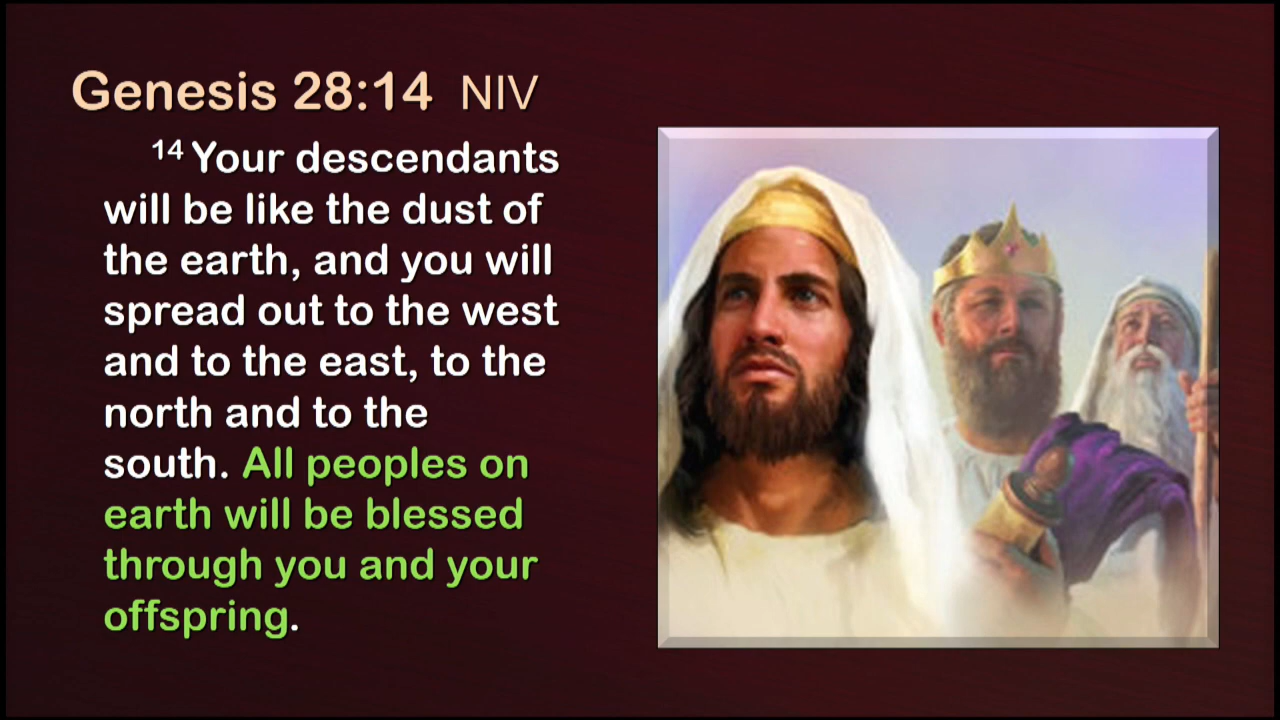 Genesis 28:14 NIV
14 Your descendants
will be like the dust of
the earth, and you will
spread out to the west
and to the east, to the
north and to the
south. All peoples on
earth will be blessed
through you and your
offspring.